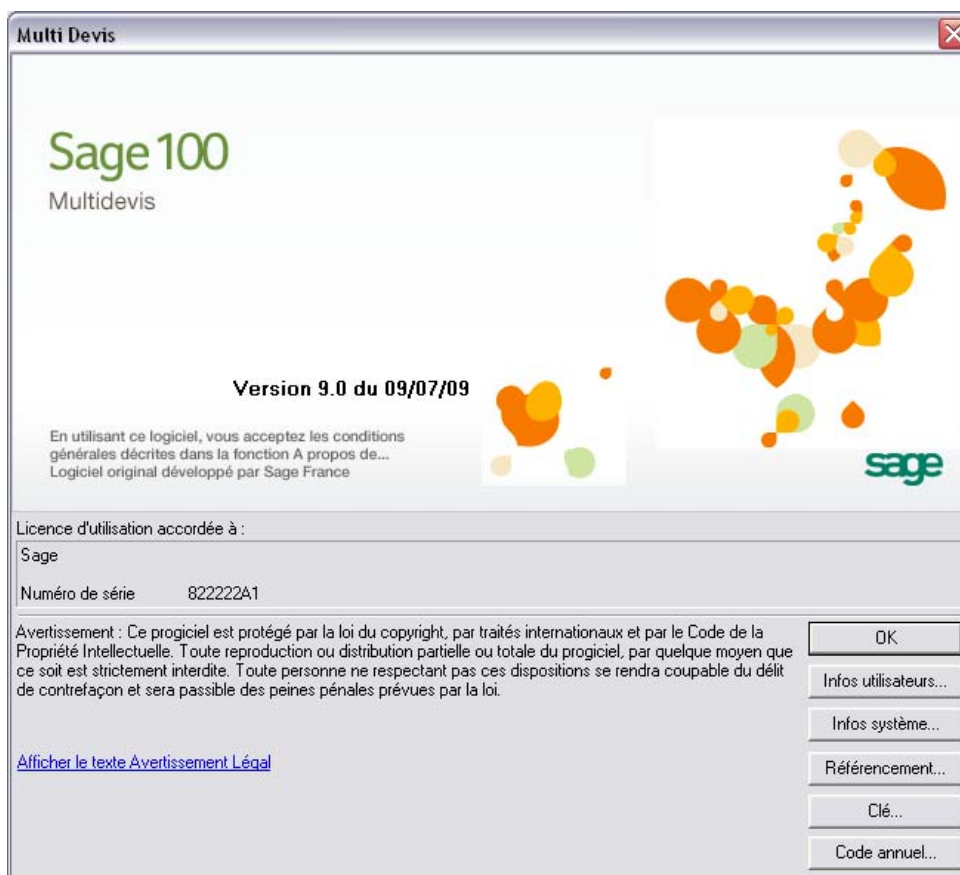 Multi Devis
Sage 100
Multidevis
Version 9.0 du 09/07/09
En utilisant ce logiciel, vous acceptez les conditions
générales décrites dans la fonction A propos de...
Logiciel original développé par Sage France
sage
Licence d'utilisation accordée à :
Sage
Numéro de série 822222A1
Avertissement : Ce progiciel est protégé par la loi du copyright, par traités internationaux et par le Code de la
Propriété Intellectuelle. Toute reproduction ou distribution partielle ou totale du progiciel, par quelque moyen que
ce soit est strictement interdite. Toute personne ne respectant pas ces dispositions se rendra coupable du délit
de contrefaçon et sera passible des peines pénales prévues par la loi.
Afficher le texte Avertissement Légal
OK
Infos utilisateurs...
Infos système...
Référencement...
Clé...
Code annuel...